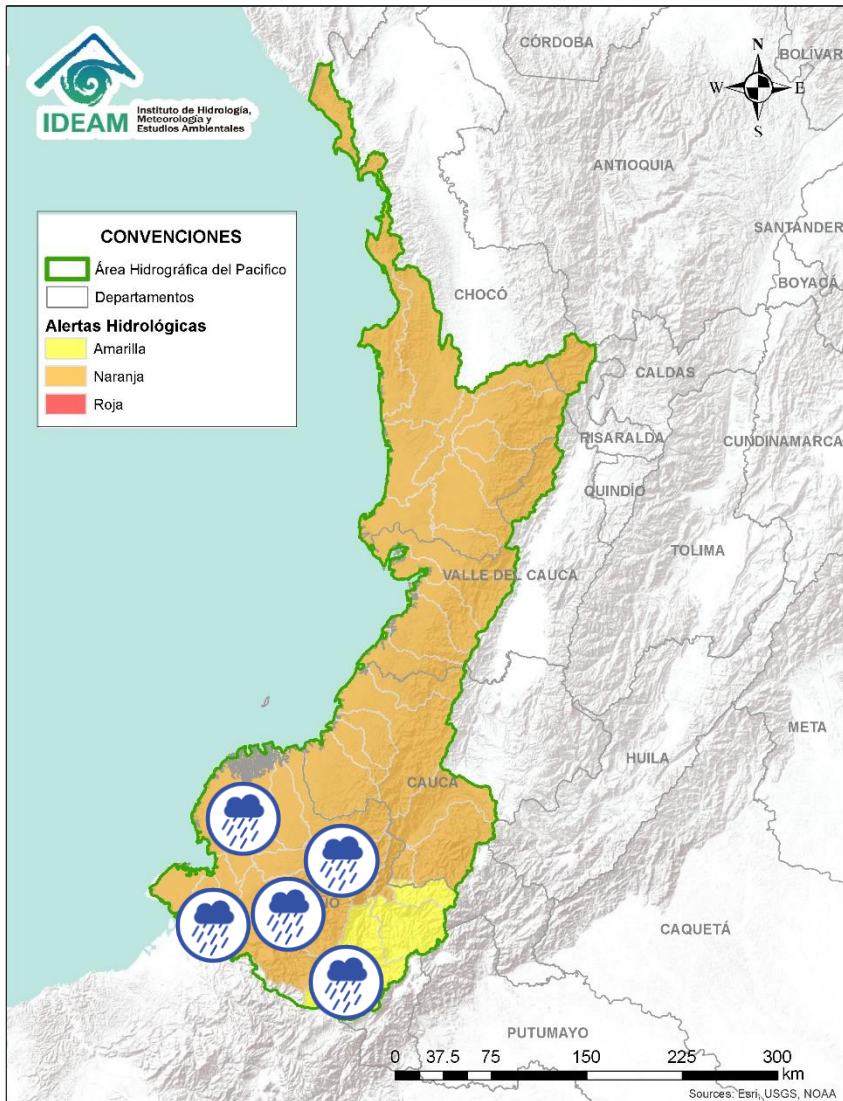 IDEAM
Instituto de Hidrología,
Meteorología y
Estudios Ambientales
CÓRDOBA
BOLÍVAR
N
W
E
S
ANTIOQUIA
SANTANDER
BOYACÁ
CONVENCIONES
Área Hidrográfica del Pacifico
Departamentos
Alertas Hidrológicas
Amarilla
Naranja
Roja
CHOCÓ
CALDAS
RISARALDA
CUNDINAMARCA
QUINDÍO
TOLIMA
VALLE DEL CAUCA
META
HUILA
CAUCA
CAQUETÁ
PUTUMAYO
0 37.5 75 150 225 300
km
Sources: Esri, USGS, NOAA